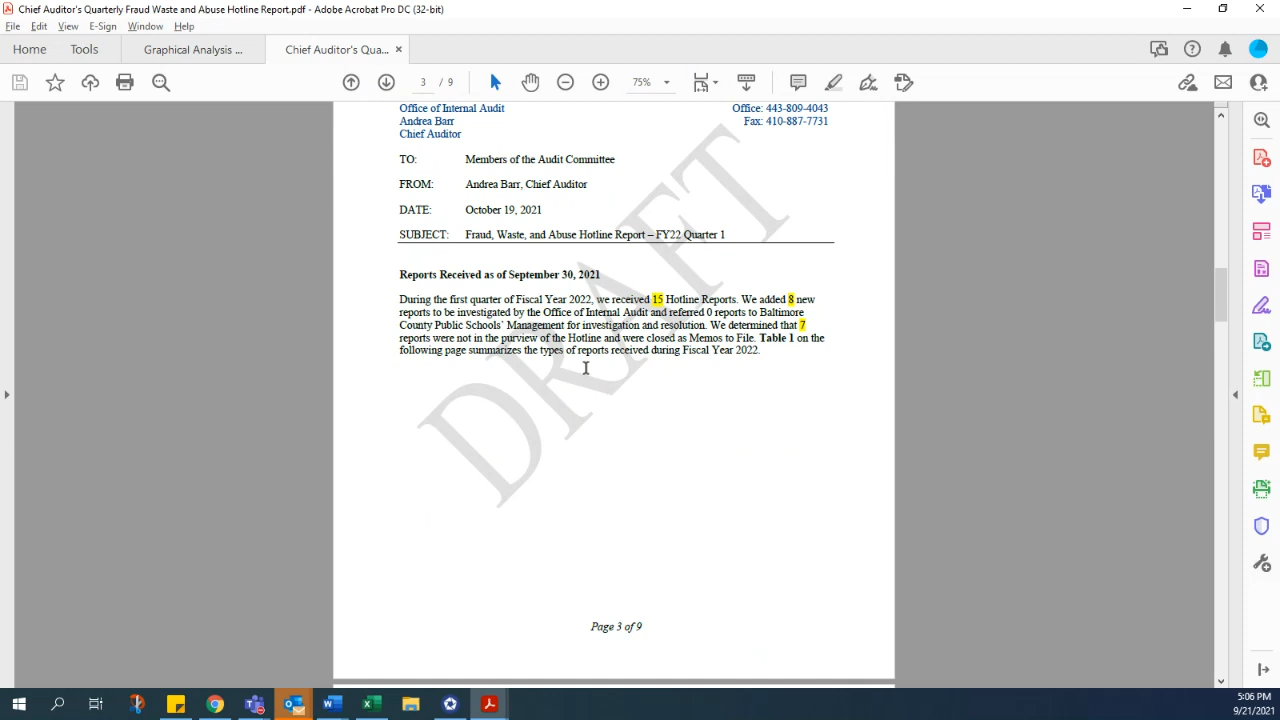 Chief Auditor's Quarterly Fraud Waste and Abuse Hotline Report.pdf - Adobe Acrobat Pro DC (32-bit)
File Edit View E-Sign Window Help
Home Tools Graphical Analysis ... Chief Auditor's Qua... ×
3 / 9 75%
Office of Internal Audit Office: 443-809-4043
Andrea Barr Fax: 410-887-7731
Chief Auditor
TO: Members of the Audit Committee
FROM: Andrea Barr, Chief Auditor
DATE: October 19, 2021
SUBJECT: Fraud, Waste, and Abuse Hotline Report – FY22 Quarter 1
Reports Received as of September 30, 2021
During the first quarter of Fiscal Year 2022, we received 15 Hotline Reports. We added 8 new
reports to be investigated by the Office of Internal Audit and referred 0 reports to Baltimore
County Public Schools' Management for investigation and resolution. We determined that 7
reports were not in the purview of the Hotline and were closed as Memos to File. Table 1 on the
following page summarizes the types of reports received during Fiscal Year 2022.
DRAFT
Page 3 of 9
5:06 PM
9/21/2021